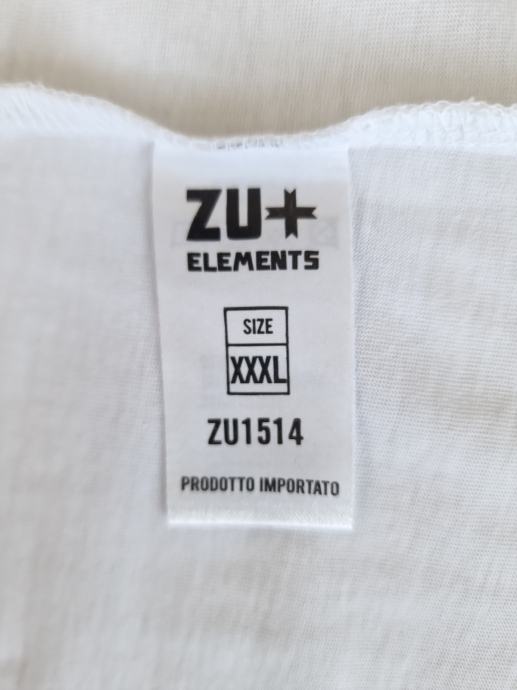 ZU+
ELEMENTS
SIZE
XXXL
ZU1514
PRODOTTO IMPORTATO